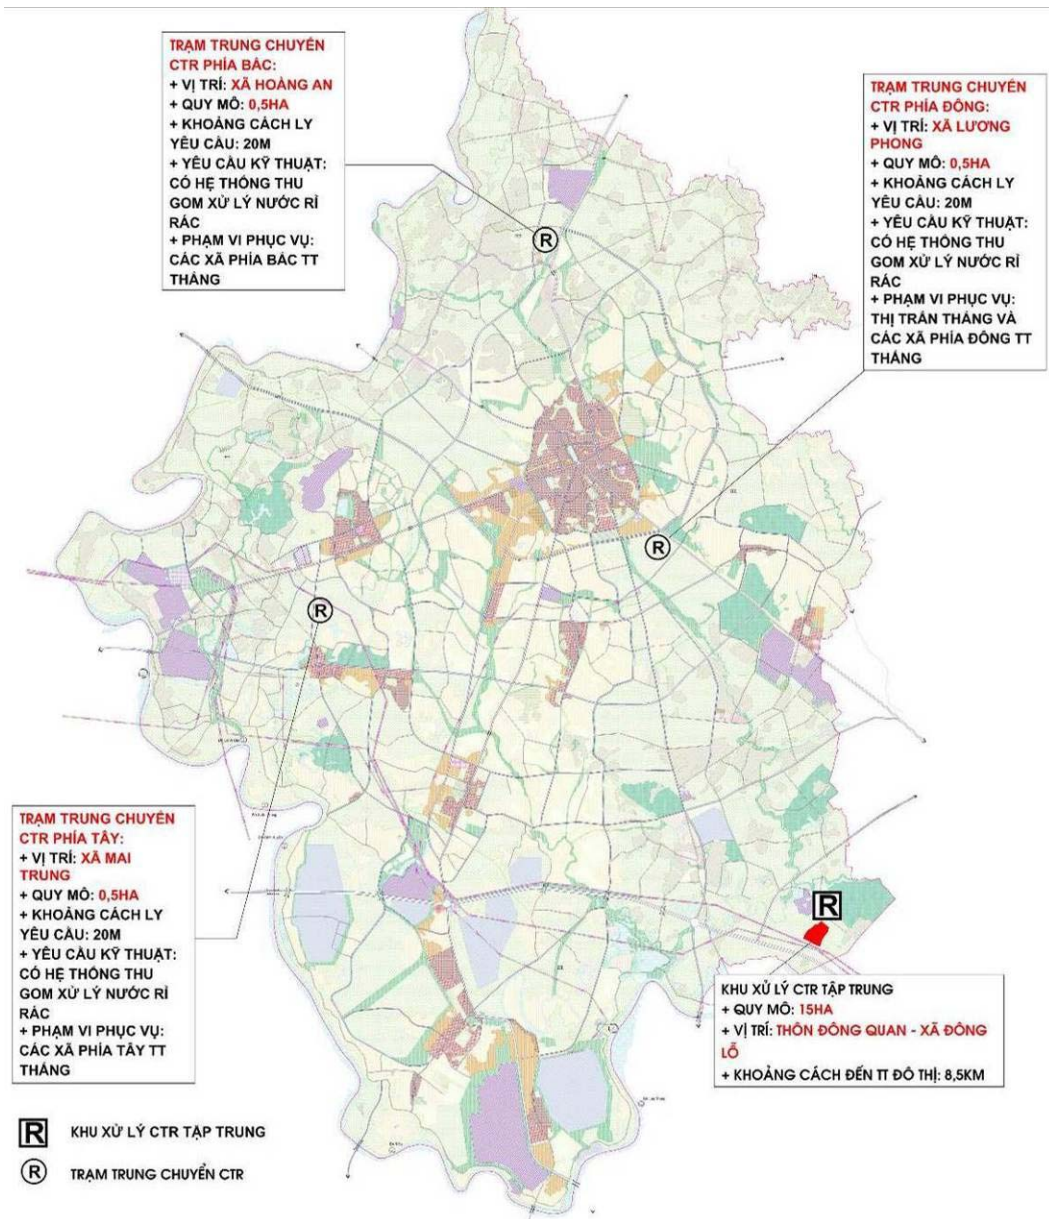 TRẠM TRUNG CHUYỂN
CTR PHÍA BẮC:
+ VỊ TRÍ: XÃ HOÀNG AN
+ QUY MÔ: 0,5HA
+ KHOẢNG CÁCH LY
YÊU CẦU: 20M
+ YÊU CẦU KỸ THUẬT:
CÓ HỆ THỐNG THU
GOM XỬ LÝ NƯỚC RỈ
RÁC
+ PHẠM VI PHỤC VỤ:
CÁC XÃ PHÍA BẮC TT
THẮNG
TRẠM TRUNG CHUYỂN
CTR PHÍA ĐÔNG:
+ VỊ TRÍ: XÃ LƯƠNG
PHONG
+ QUY MÔ: 0,5HA
+ KHOẢNG CÁCH LY
YÊU CẦU: 20M
+ YÊU CẦU KỸ THUẬT:
CÓ HỆ THỐNG THU
GOM XỬ LÝ NƯỚC RỈ
RÁC
+ PHẠM VI PHỤC VỤ:
THỊ TRẤN THẮNG VÀ
CÁC XÃ PHÍA ĐÔNG TT
THẮNG
R
R
R
TRẠM TRUNG CHUYỂN
CTR PHÍA TÂY:
+ VỊ TRÍ: XÃ MAI
TRUNG
+ QUY MÔ: 0,5HA
+ KHOẢNG CÁCH LY
YÊU CẦU: 20M
+ YÊU CẦU KỸ THUẬT:
CÓ HỆ THỐNG THU
GOM XỬ LÝ NƯỚC RỈ
RÁC
+ PHẠM VI PHỤC VỤ:
CÁC XÃ PHÍA TÂY TT
THẮNG
R
KHU XỬ LÝ CTR TẬP TRUNG
+ QUY MÔ: 15HA
+ VỊ TRÍ: THÔN ĐÔNG QUAN - XÃ ĐÔNG
LỖ
+ KHOẢNG CÁCH ĐẾN TT ĐÔ THỊ: 8,5KM
R KHU XỬ LÝ CTR TẬP TRUNG
R TRẠM TRUNG CHUYỂN CTR